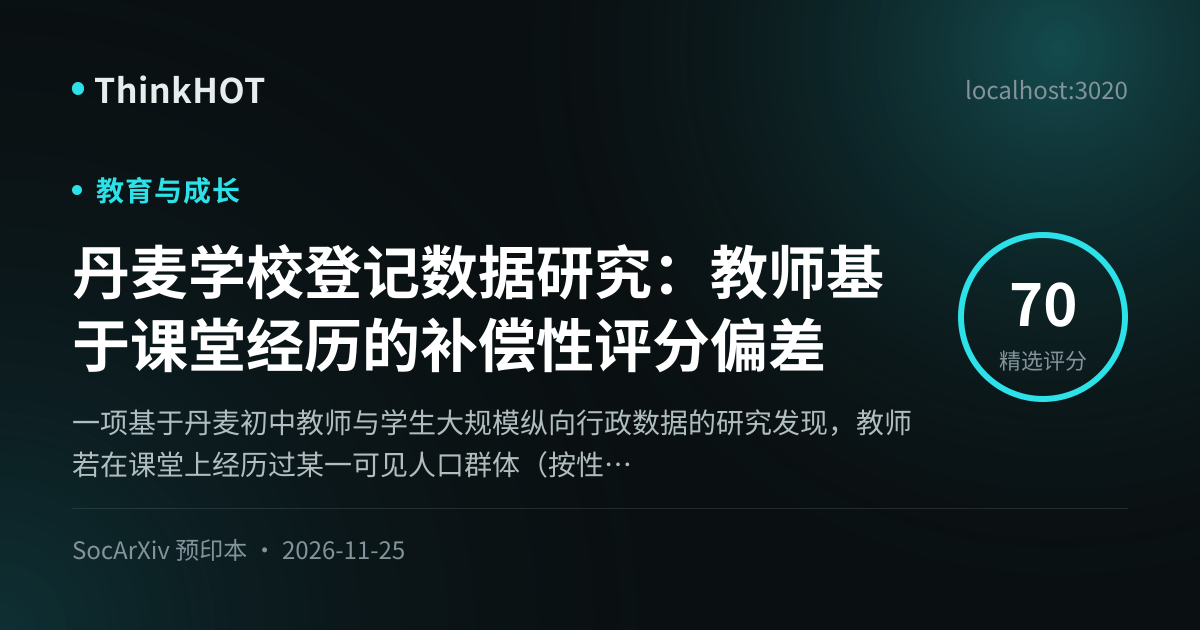 ThinkHOT
localhost:3020
教育与成长
丹麦学校登记数据研究：教师基
于课堂经历的补偿性评分偏差
70
精选评分
一项基于丹麦初中教师与学生大规模纵向行政数据的研究发现，教师
若在课堂上经历过某一可见人口群体（按性…
SocArXiv 预印本 · 2026-11-25